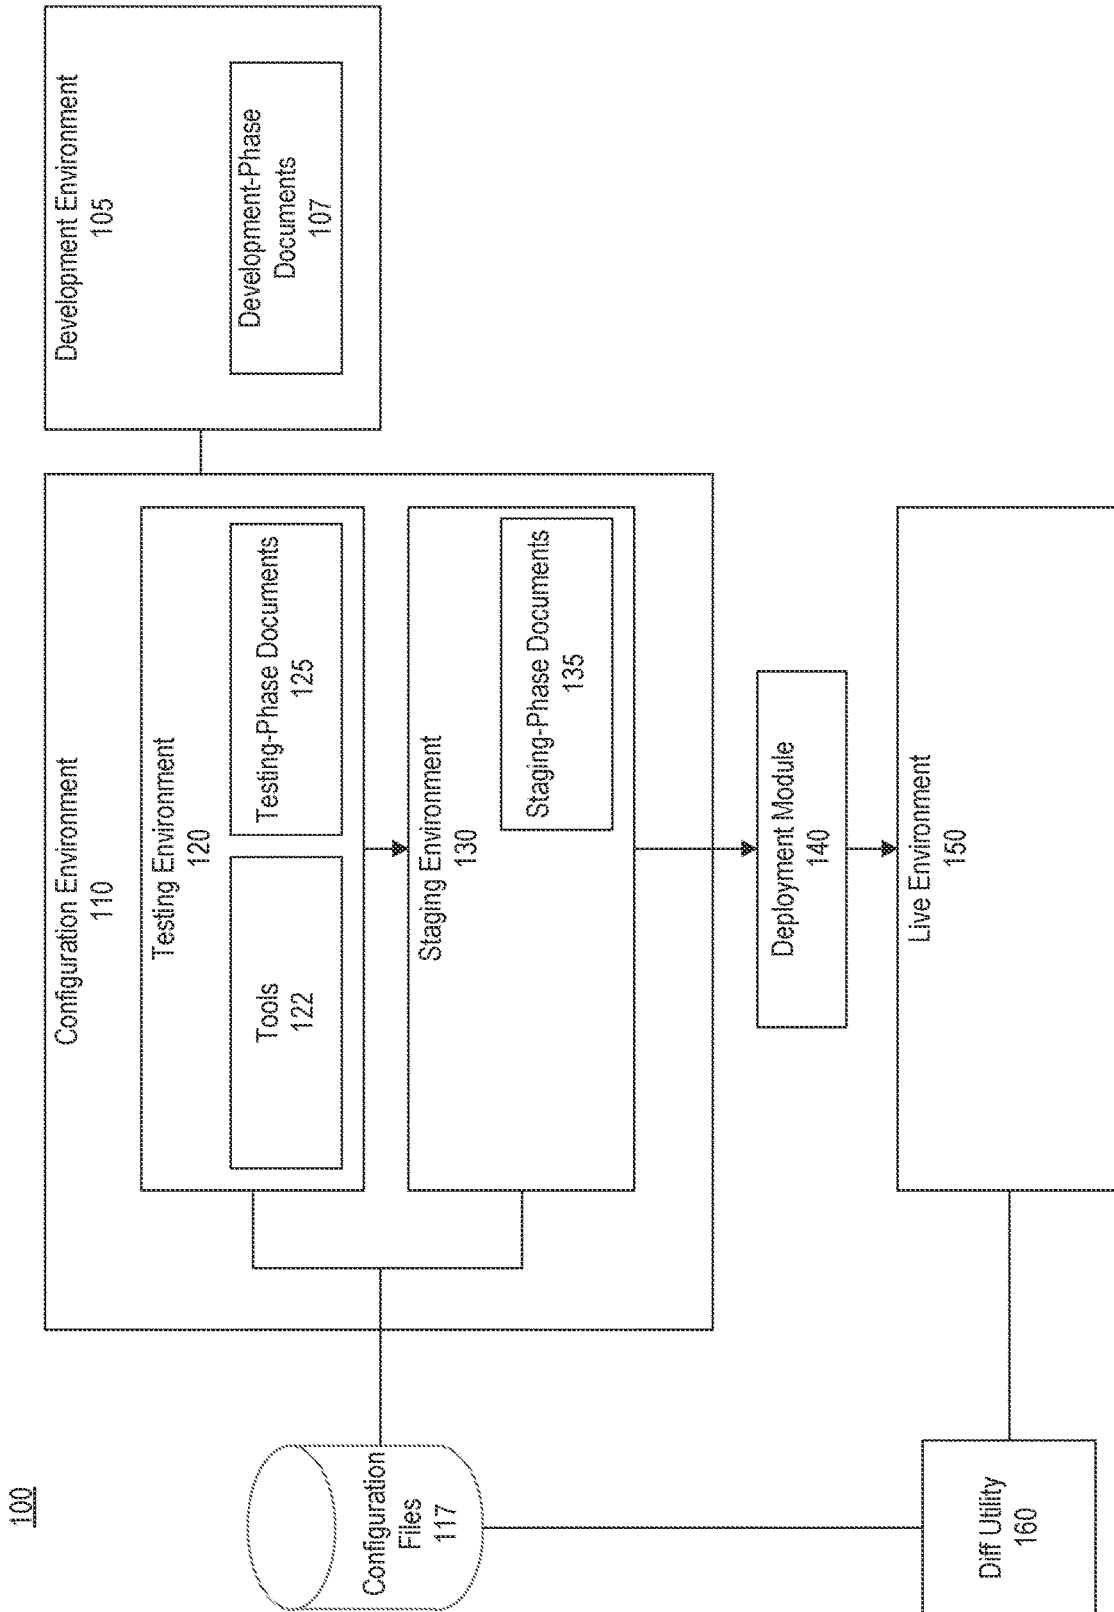 100
Configuration Environment
110
Testing Environment
120
Tools
122
Testing-Phase Documents
125
Staging Environment
130
Staging-Phase Documents
135
Development Environment
105
Development-Phase
Documents
107
Configuration
Files
117
Deployment Module
140
Live Environment
150
Diff Utility
160